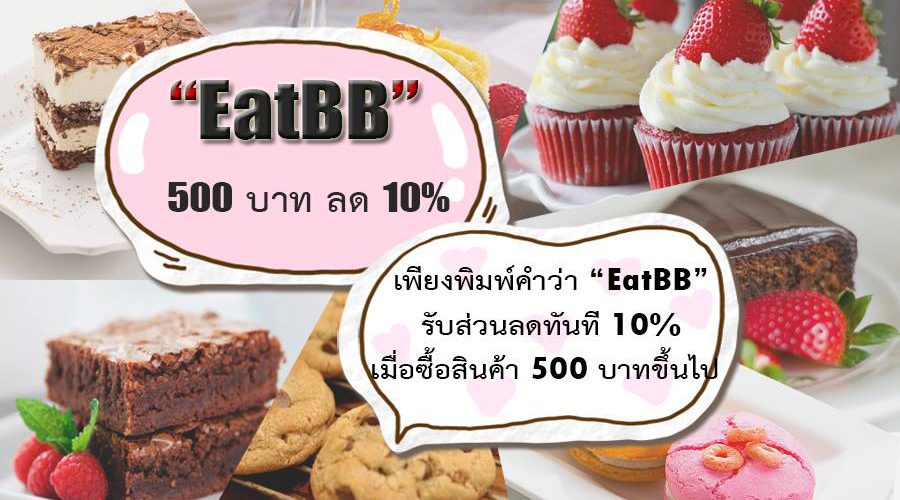 “EatBB”
500 บาท ลด 10%
เพียงพิมพ์คำว่า “EatBB”
รับส่วนลดทันที 10%
เมื่อซื้อสินค้า 500 บาทขึ้นไป